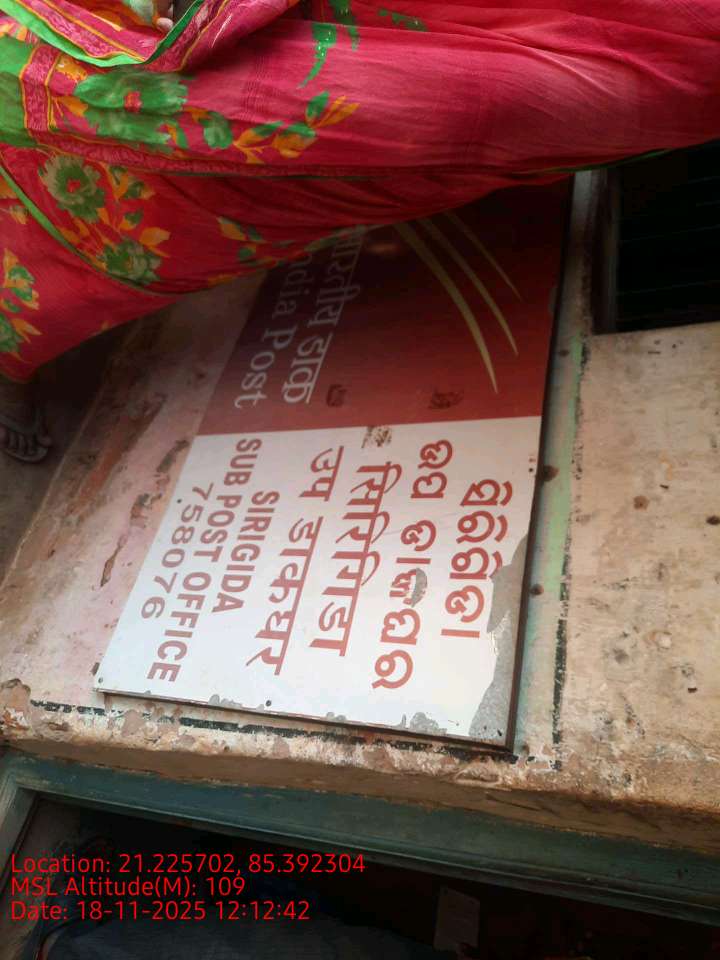 भारतीय डाक
India Post
ସିରିଗିଡା
ଉପ ଡାକଘର
सिरिगिडा
उप डाकघर
SIRIGIDA
SUB POST OFFICE
758076
Location: 21.225702, 85.392304
MSL Altitude(M): 109
Date: 18-11-2025 12:12:42